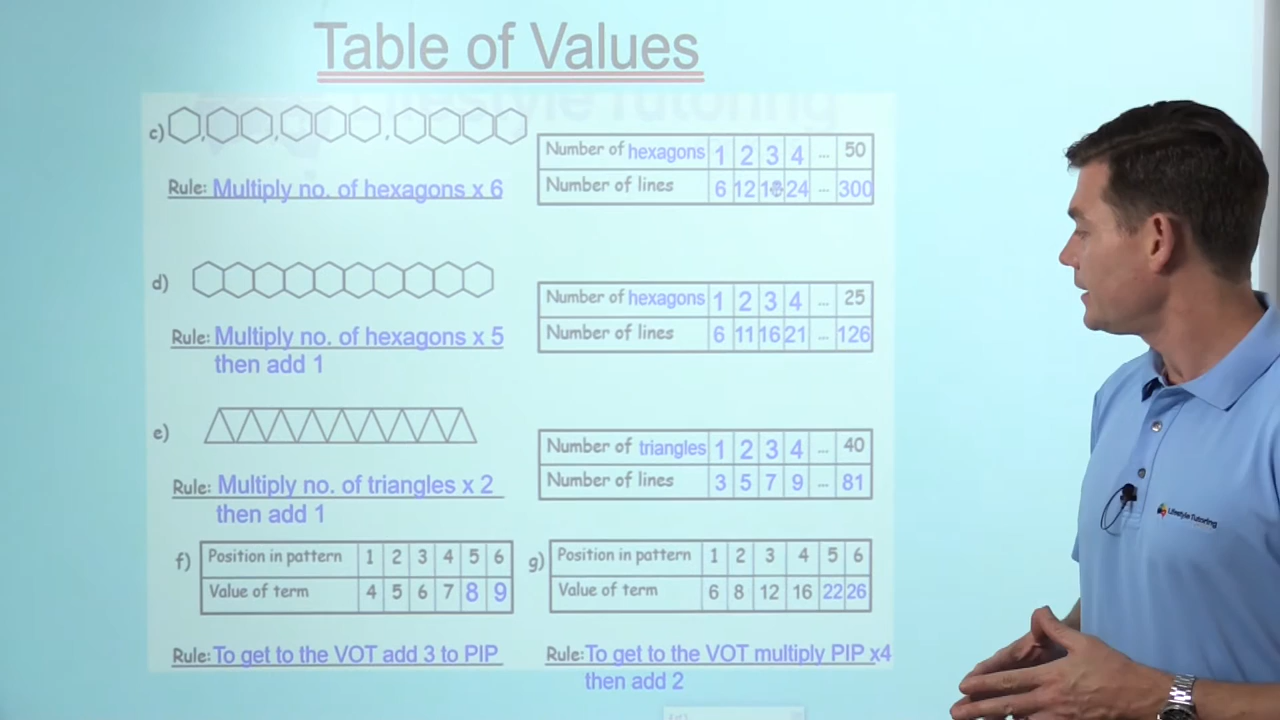 Table of Values
c)
Number of hexagons 1 2 3 4 ... 50
Rule: Multiply no. of hexagons x 6
Number of lines 6 12 18 24 ... 300
d)
Number of hexagons 1 2 3 4 ... 25
Rule: Multiply no. of hexagons x 5
Number of lines 6 11 16 21 ... 126
then add 1
e)
Number of triangles 1 2 3 4 ... 40
Rule: Multiply no. of triangles x 2
Number of lines 3 5 7 9 ... 81
then add 1
f) Position in pattern 1 2 3 4 5 6
Value of term 4 5 6 7 8 9
Rule: To get to the VOT add 3 to PIP
g) Position in pattern 1 2 3 4 5 6
Value of term 6 8 12 16 22 26
Rule: To get to the VOT multiply PIP x4
then add 2
Lifestyle Tutoring